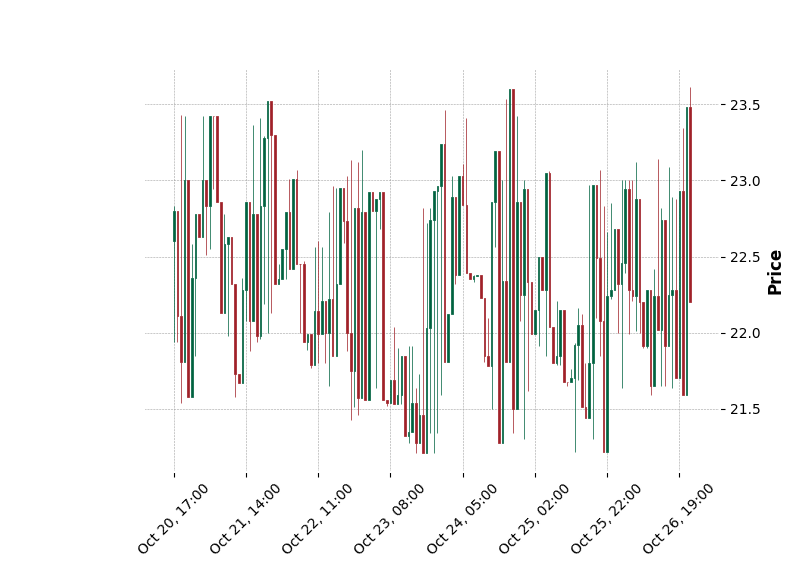 23.5
23.0
22.5
22.0
21.5
Price
Oct 20, 17:00
Oct 21, 14:00
Oct 22, 11:00
Oct 23, 08:00
Oct 24, 05:00
Oct 25, 02:00
Oct 25, 22:00
Oct 26, 19:00